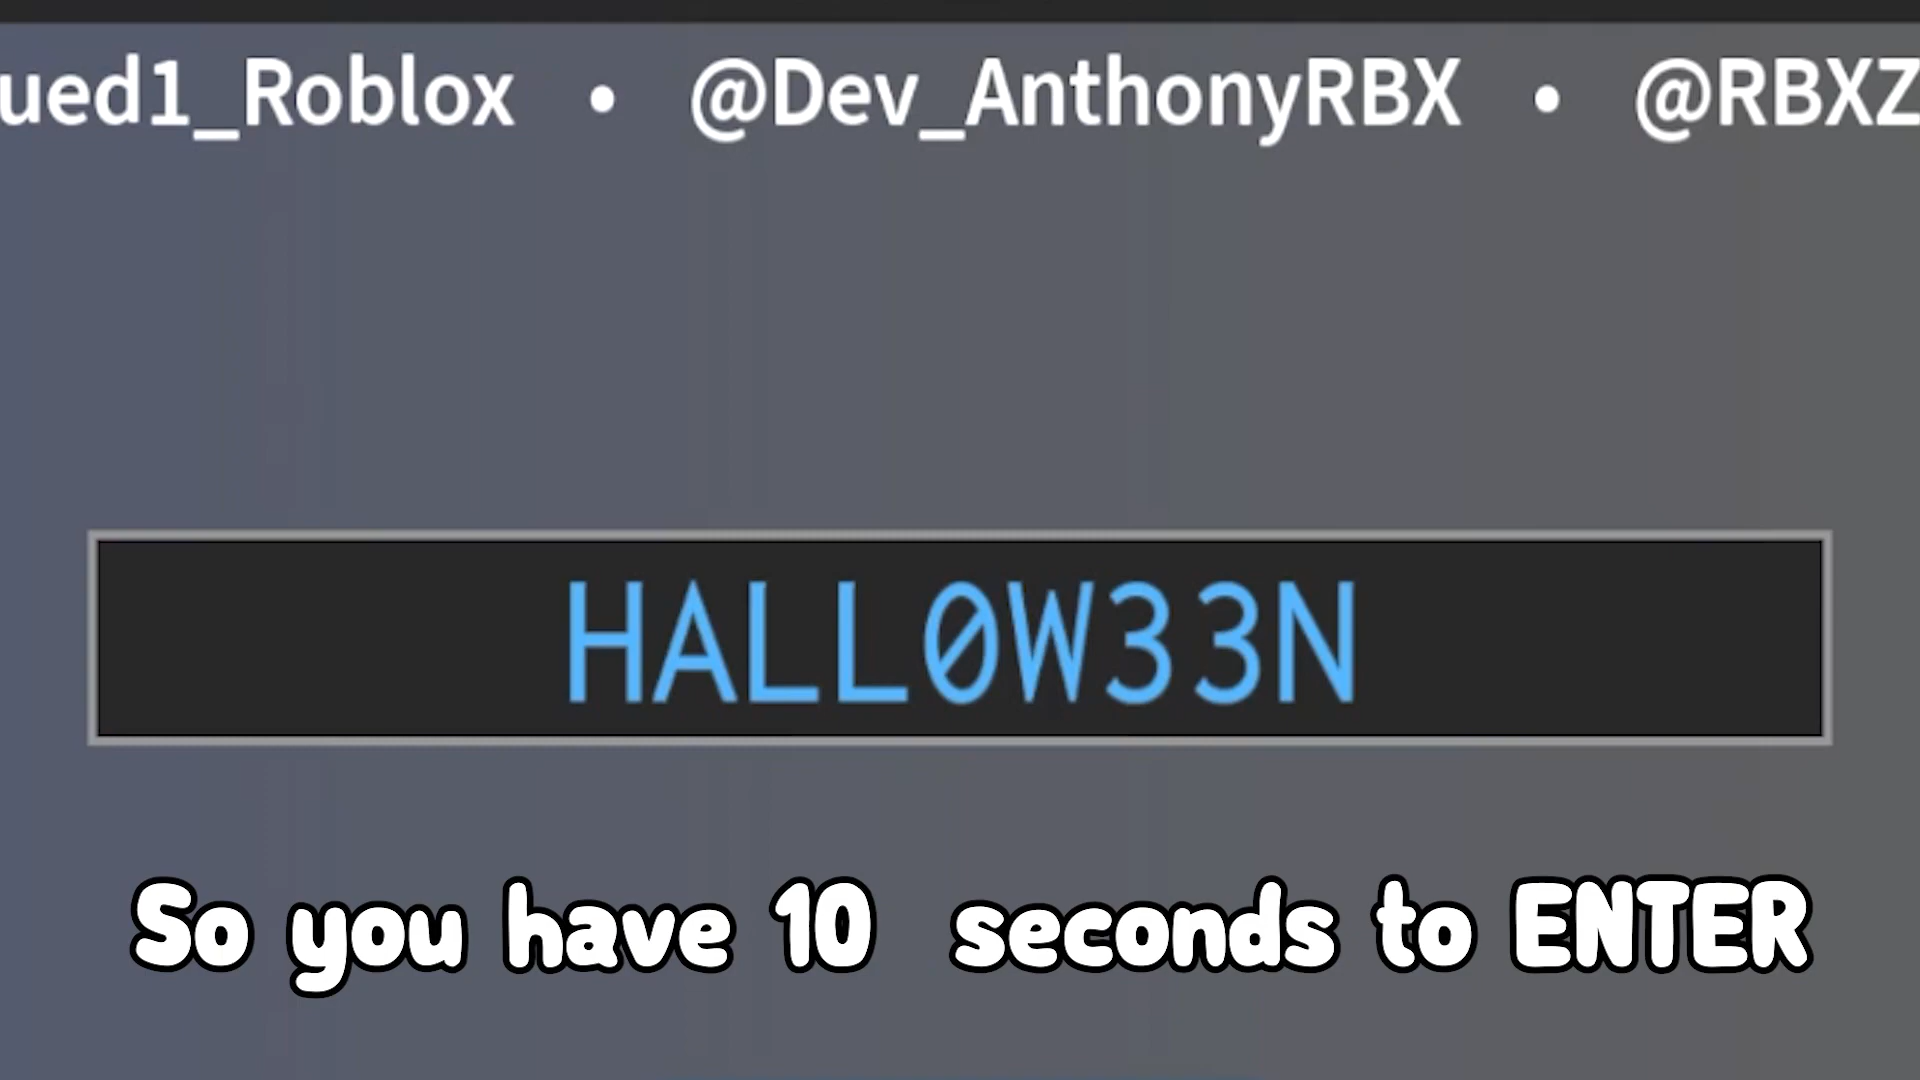 ued1_Roblox • @Dev_AnthonyRBX • @RBXZ
HALL0W33N
So you have 10 seconds to ENTER